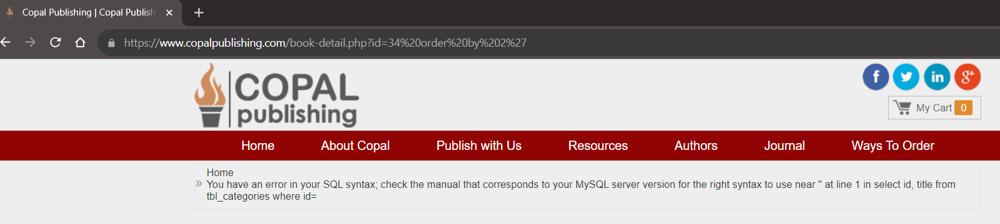 Copal Publishing | Copal Publish
https://www.copalpublishing.com/book-detail.php?id=34%20order%20by%202%27
COPAL
publishing
f
in
g+
My Cart 0
Home About Copal Publish with Us Resources Authors Journal Ways To Order
Home
» You have an error in your SQL syntax; check the manual that corresponds to your MySQL server version for the right syntax to use near '' at line 1 in select id, title from
tbl_categories where id=